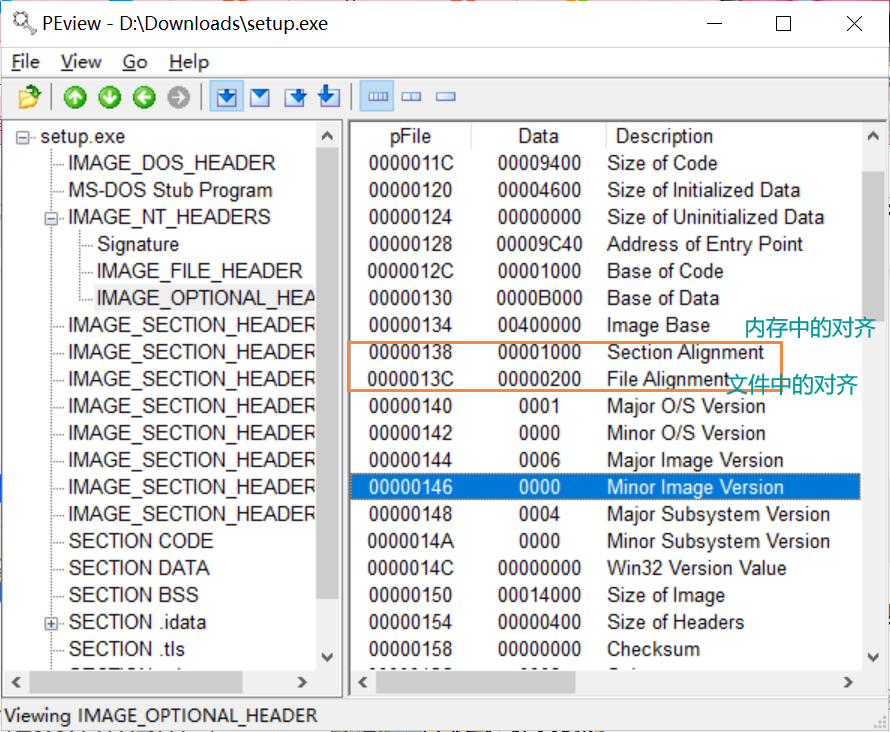 PEview - D:\Downloads\setup.exe
File View Go Help
setup.exe
IMAGE_DOS_HEADER
MS-DOS Stub Program
IMAGE_NT_HEADERS
Signature
IMAGE_FILE_HEADER
IMAGE_OPTIONAL_HEA
IMAGE_SECTION_HEADER
IMAGE_SECTION_HEADER
IMAGE_SECTION_HEADER
IMAGE_SECTION_HEADER
IMAGE_SECTION_HEADER
IMAGE_SECTION_HEADER
IMAGE_SECTION_HEADER
IMAGE_SECTION_HEADER
SECTION CODE
SECTION DATA
SECTION BSS
SECTION .idata
SECTION .tls
pFile Data Description
0000011C 00009400 Size of Code
00000120 00004600 Size of Initialized Data
00000124 00000000 Size of Uninitialized Data
00000128 00009C40 Address of Entry Point
0000012C 00001000 Base of Code
00000130 0000B000 Base of Data
00000134 00400000 Image Base
内存中的对齐
00000138 00001000 Section Alignment
0000013C 00000200 File Alignment
文件中的对齐
00000140 0001 Major O/S Version
00000142 0000 Minor O/S Version
00000144 0006 Major Image Version
00000146 0000 Minor Image Version
00000148 0004 Major Subsystem Version
0000014A 0000 Minor Subsystem Version
0000014C 00000000 Win32 Version Value
00000150 00014000 Size of Image
00000154 00000400 Size of Headers
00000158 00000000 Checksum
Viewing IMAGE_OPTIONAL_HEADER